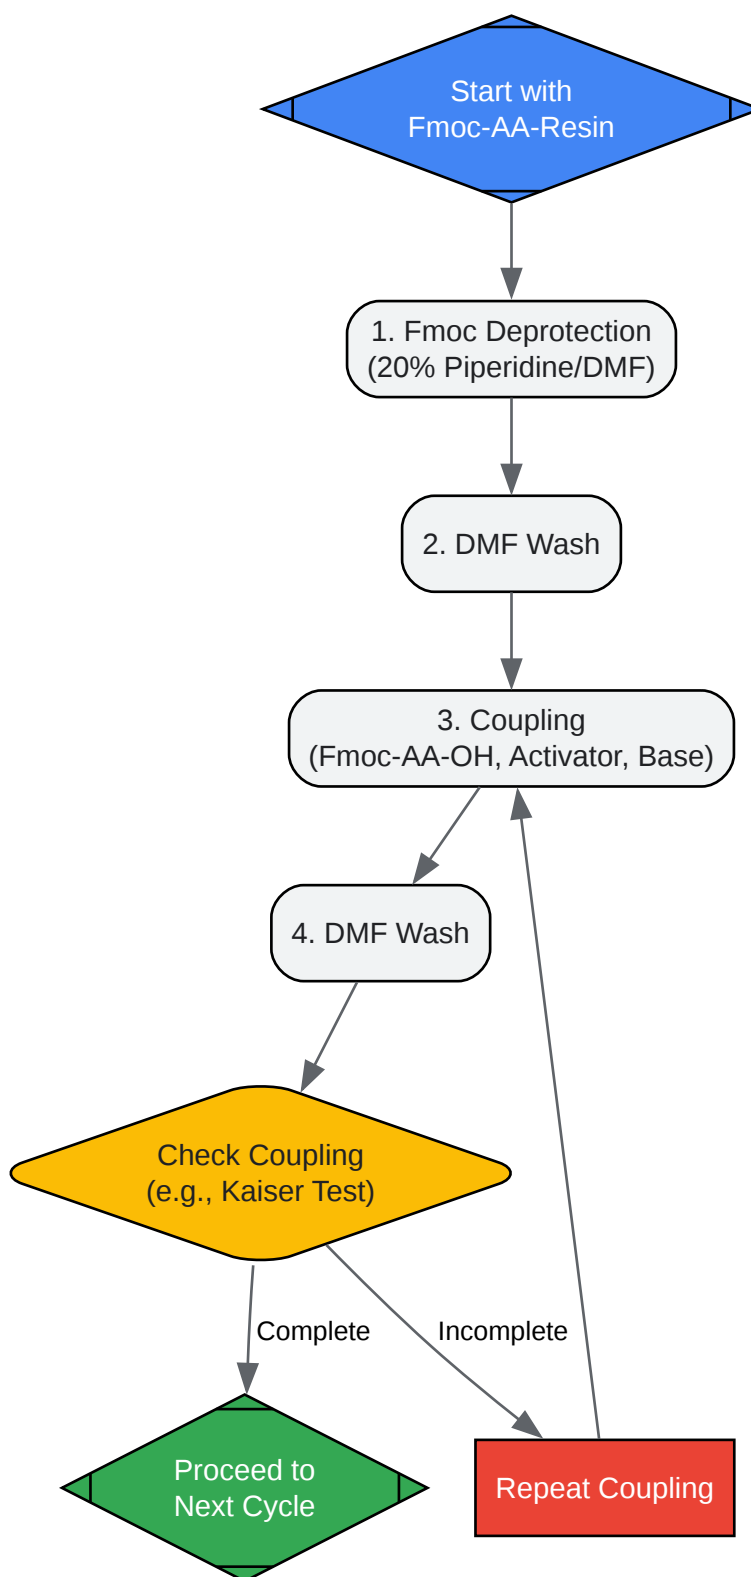 Start with
Fmoc-AA-Resin
1. Fmoc Deprotection
(20% Piperidine/DMF)
2. DMF Wash
3. Coupling
(Fmoc-AA-OH, Activator, Base)
4. DMF Wash
Check Coupling
(e.g., Kaiser Test)
Complete
Incomplete
Proceed to
Next Cycle
Repeat Coupling